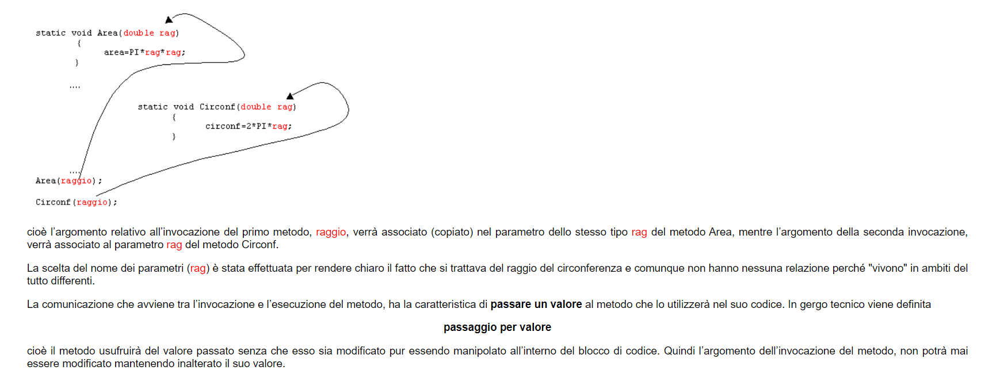 static void Area(double rag)
{
area=PI*rag*rag;
}
....
static void Circonf(double rag)
{
circonf=2*PI*rag;
}
....
Area(raggio);
Circonf(raggio);
cioè l’argomento relativo all’invocazione del primo metodo, raggio, verrà associato (copiato) nel parametro dello stesso tipo rag del metodo Area, mentre l’argomento della seconda invocazione,
verrà associato al parametro rag del metodo Circonf.
La scelta del nome dei parametri (rag) è stata effettuata per rendere chiaro il fatto che si trattava del raggio del circonferenza e comunque non hanno nessuna relazione perché "vivono" in ambiti del
tutto differenti.
La comunicazione che avviene tra l’invocazione e l’esecuzione del metodo, ha la caratteristica di passare un valore al metodo che lo utilizzerà nel suo codice. In gergo tecnico viene definita
passaggio per valore
cioè il metodo usufruirà del valore passato senza che esso sia modificato pur essendo manipolato all’interno del blocco di codice. Quindi l’argomento dell’invocazione del metodo, non potrà mai
essere modificato mantenendo inalterato il suo valore.